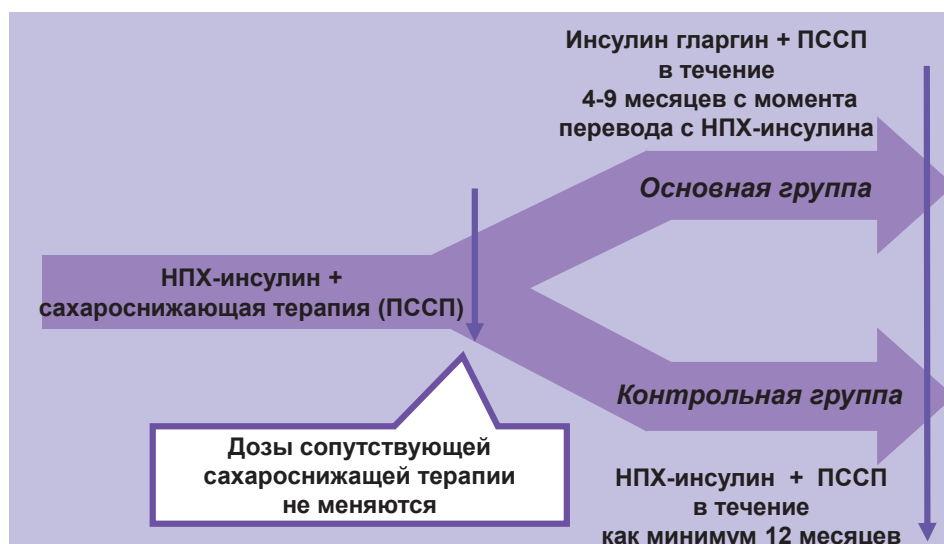 Инсулин гларгин + ПССП
в течение
4-9 месяцев с момента
перевода с НПХ-инсулина
Основная группа
НПХ-инсулин +
сахароснижающая терапия (ПССП)
Контрольная группа
Дозы сопутствующей
сахароснижащей терапии
не меняются
НПХ-инсулин + ПССП
в течение
как минимум 12 месяцев